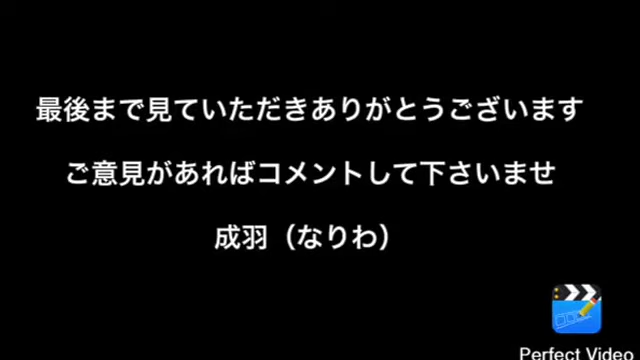 最後まで見ていただきありがとうございます
ご意見があればコメントして下さいませ
成羽（なりわ）
Perfect Video